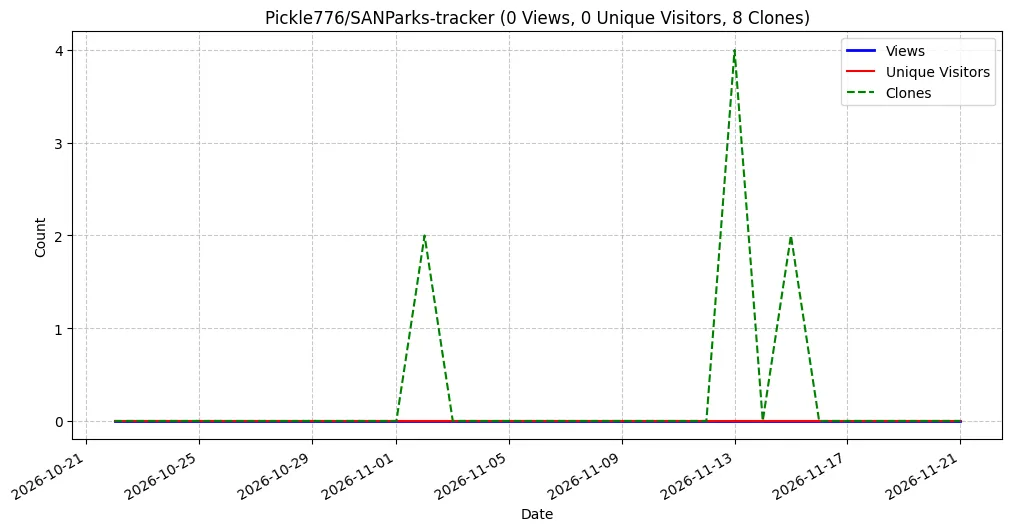 Pickle776/SANParks-tracker (0 Views, 0 Unique Visitors, 8 Clones)
Views
Unique Visitors
Clones
4
3
2
1
0
Count
2026-10-21
2026-10-25
2026-10-29
2026-11-01
2026-11-05
2026-11-09
2026-11-13
2026-11-17
2026-11-21
Date